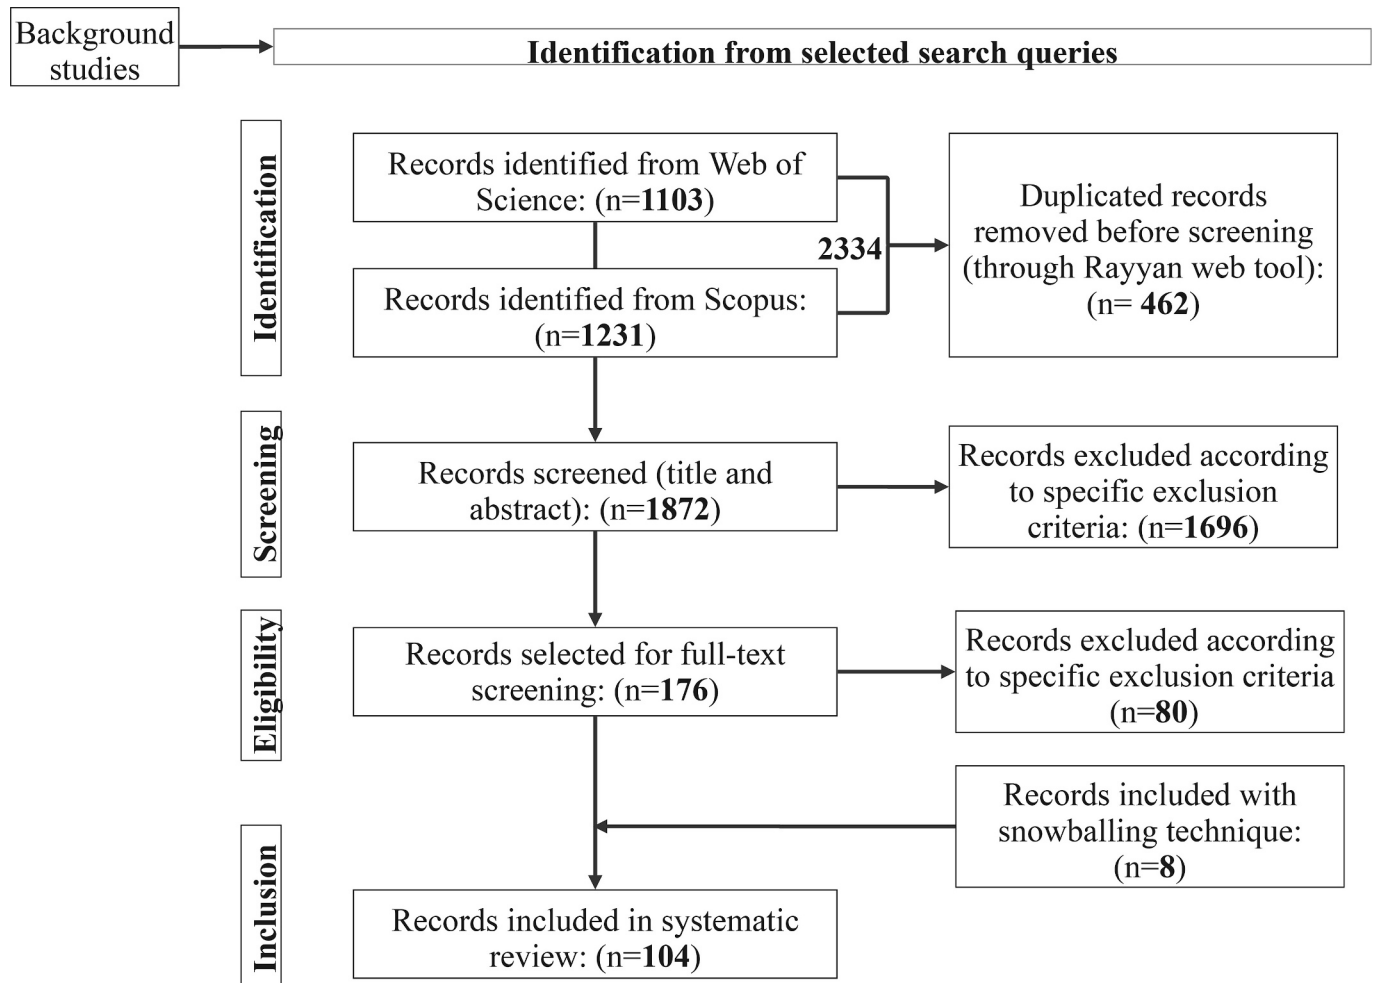 Background
studies
Identification from selected search queries
Identification
Records identified from Web of
Science: (n=1103)
2334
Records identified from Scopus:
(n=1231)
Duplicated records
removed before screening
(through Rayyan web tool):
(n= 462)
Screening
Records screened (title and
abstract): (n=1872)
Records excluded according
to specific exclusion
criteria: (n=1696)
Eligibility
Records selected for full-text
screening: (n=176)
Records excluded according
to specific exclusion criteria
(n=80)
Records included with
snowballing technique:
(n=8)
Inclusion
Records included in systematic
review: (n=104)